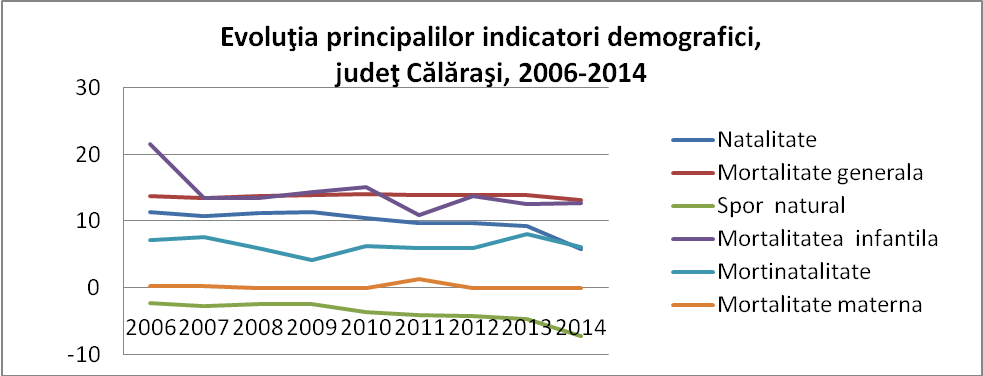 Evoluţia principalilor indicatori demografici,
judeţ Călăraşi, 2006-2014
30
20
10
0
-10
2006 2007 2008 2009 2010 2011 2012 2013 2014
Natalitate
Mortalitate generala
Spor natural
Mortalitatea infantila
Mortinatalitate
Mortalitate materna